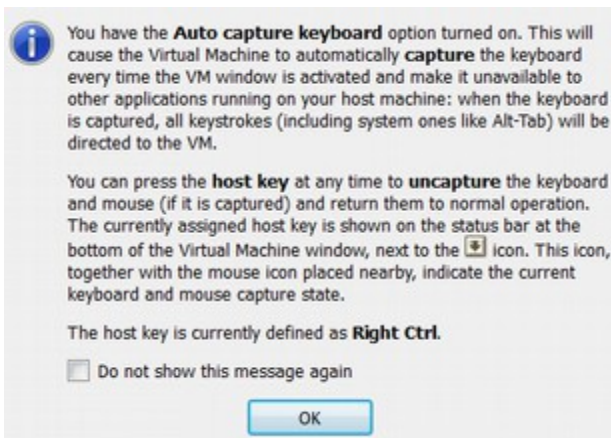 You have the Auto capture keyboard option turned on. This will
cause the Virtual Machine to automatically capture the keyboard
every time the VM window is activated and make it unavailable to
other applications running on your host machine: when the keyboard
is captured, all keystrokes (including system ones like Alt-Tab) will be
directed to the VM.
You can press the host key at any time to uncapture the keyboard
and mouse (if it is captured) and return them to normal operation.
The currently assigned host key is shown on the status bar at the
bottom of the Virtual Machine window, next to the icon. This icon,
together with the mouse icon placed nearby, indicate the current
keyboard and mouse capture state.
The host key is currently defined as Right Ctrl.
Do not show this message again
OK